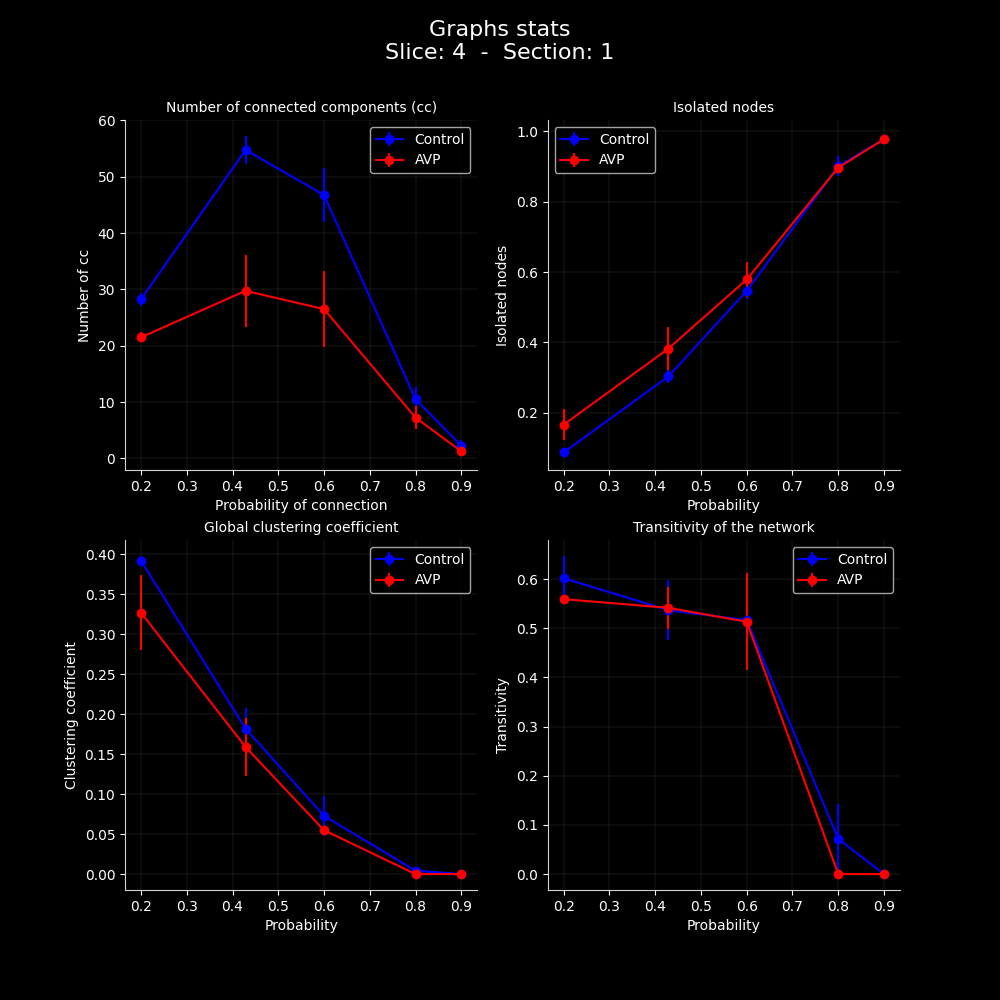 Graphs stats
Slice: 4 - Section: 1
Number of connected components (cc)
60
50
40
30
20
10
0
Number of cc
Control
AVP
0.2 0.3 0.4 0.5 0.6 0.7 0.8 0.9
Probability of connection
Isolated nodes
1.0
0.8
0.6
0.4
0.2
Isolated nodes
Control
AVP
0.2 0.3 0.4 0.5 0.6 0.7 0.8 0.9
Probability
Global clustering coefficient
0.40
0.35
0.30
0.25
0.20
0.15
0.10
0.05
0.00
Clustering coefficient
Control
AVP
0.2 0.3 0.4 0.5 0.6 0.7 0.8 0.9
Probability
Transitivity of the network
0.6
0.5
0.4
0.3
0.2
0.1
0.0
Transitivity
Control
AVP
0.2 0.3 0.4 0.5 0.6 0.7 0.8 0.9
Probability